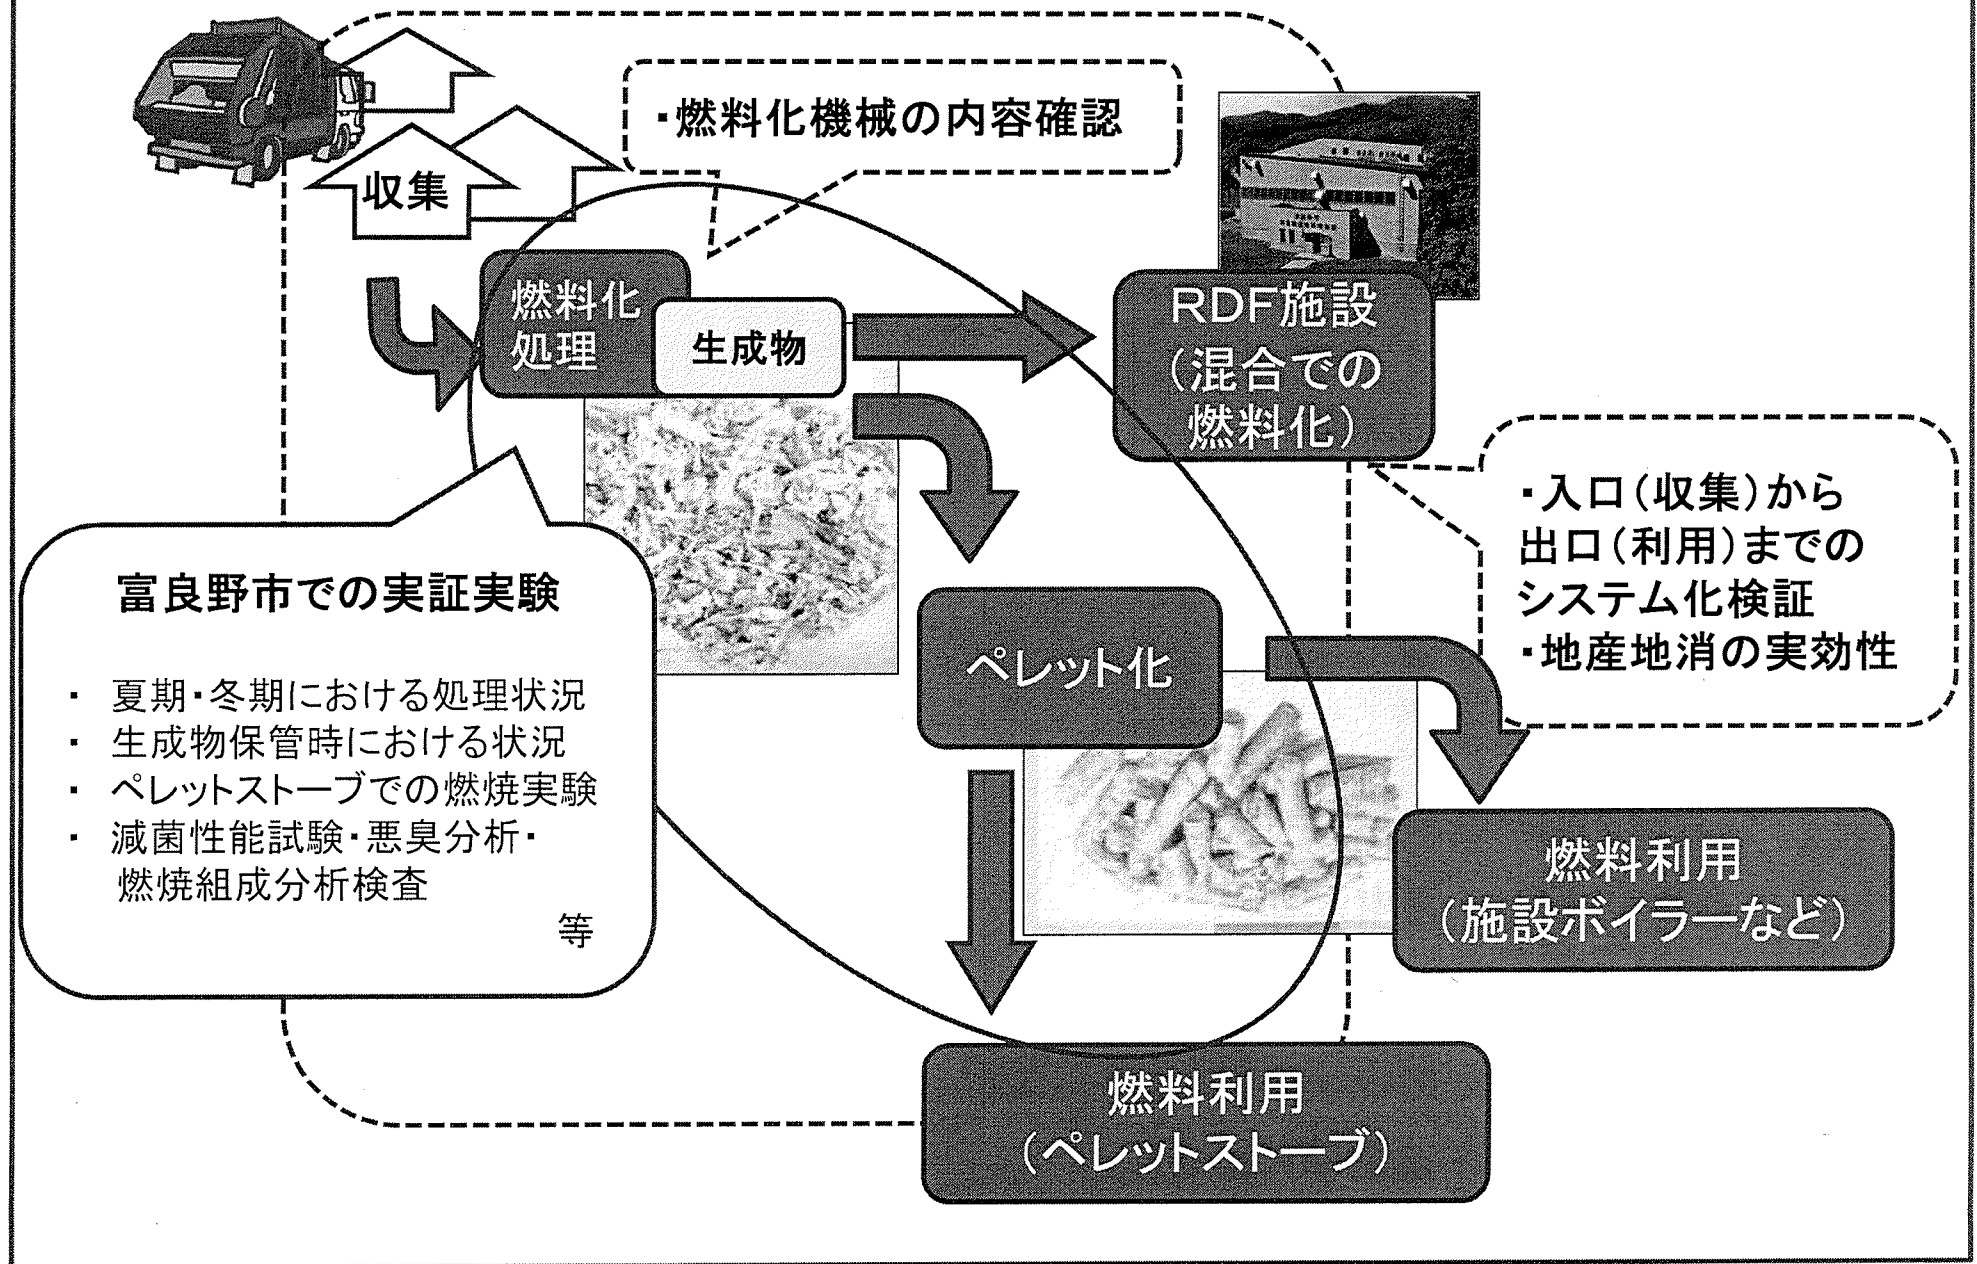 ・燃料化機械の内容確認
収集
燃料化
処理
生成物
RDF施設
（混合での
燃料化）
・入口（収集）から
出口（利用）までの
システム化検証
・地産地消の実効性
富良野市での実証実験
・ 夏期・冬期における処理状況
・ 生成物保管時における状況
・ ペレットストーブでの燃焼実験
・ 減菌性能試験・悪臭分析・
燃焼組成分析検査
等
ペレット化
燃料利用
（施設ボイラーなど）
燃料利用
（ペレットストーブ）